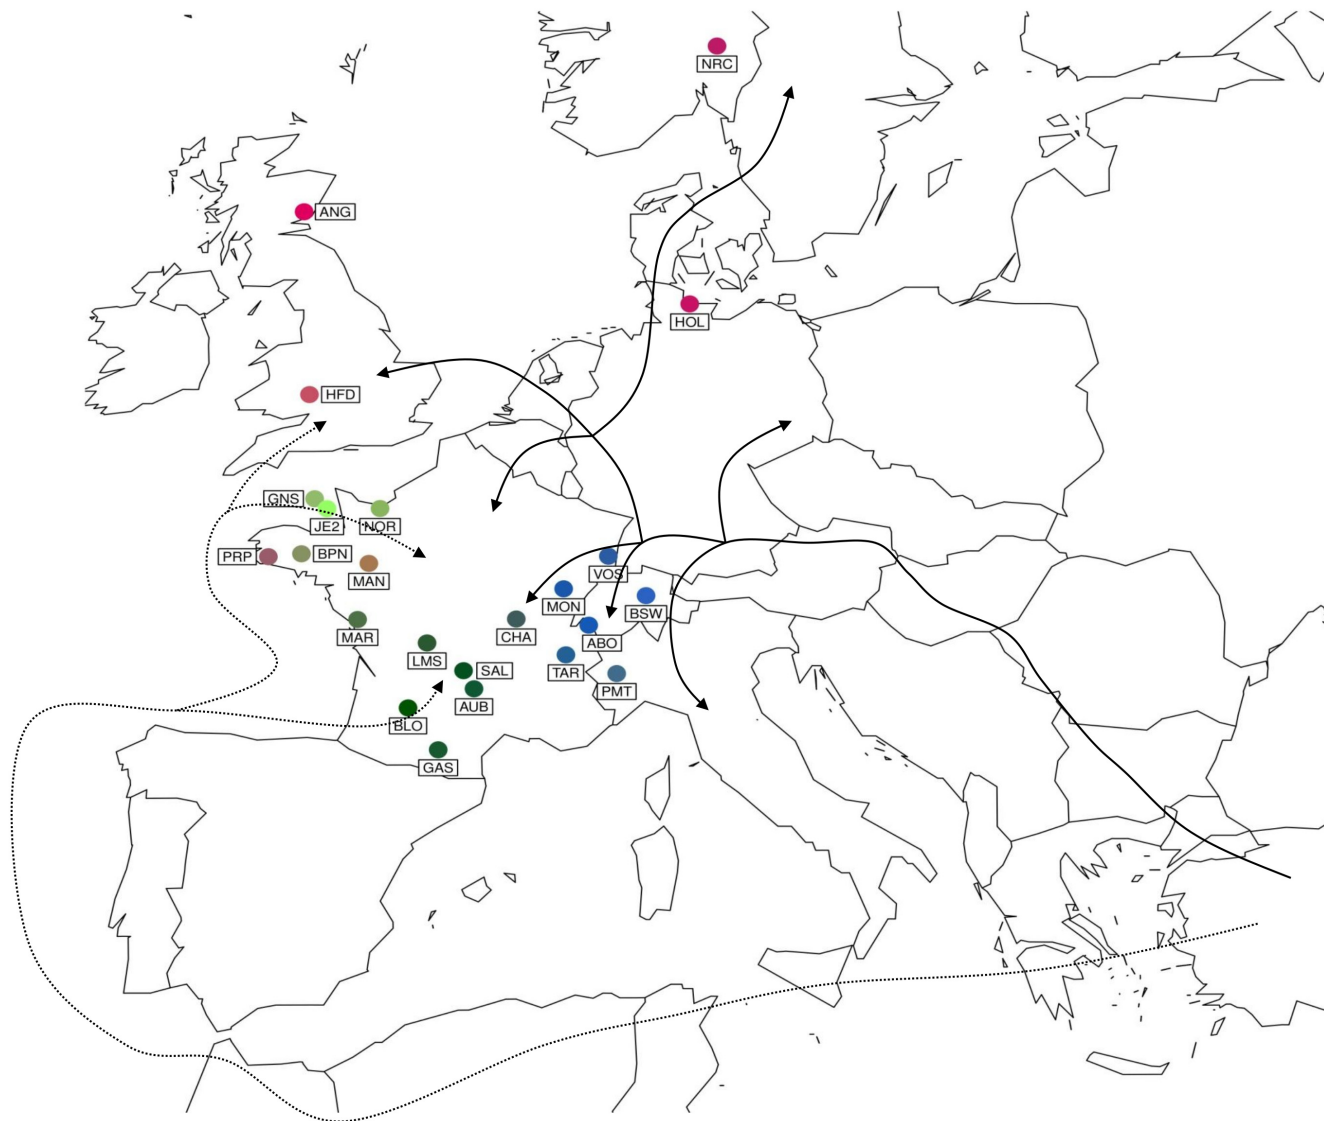 NRC
ANG
HOL
HFD
GNS
JE2
NOR
PRP
BPN
MAN
VOS
MON
BSW
MAR
CHA
ABO
LMS
SAL
TAR
PMT
AUB
BLO
GAS